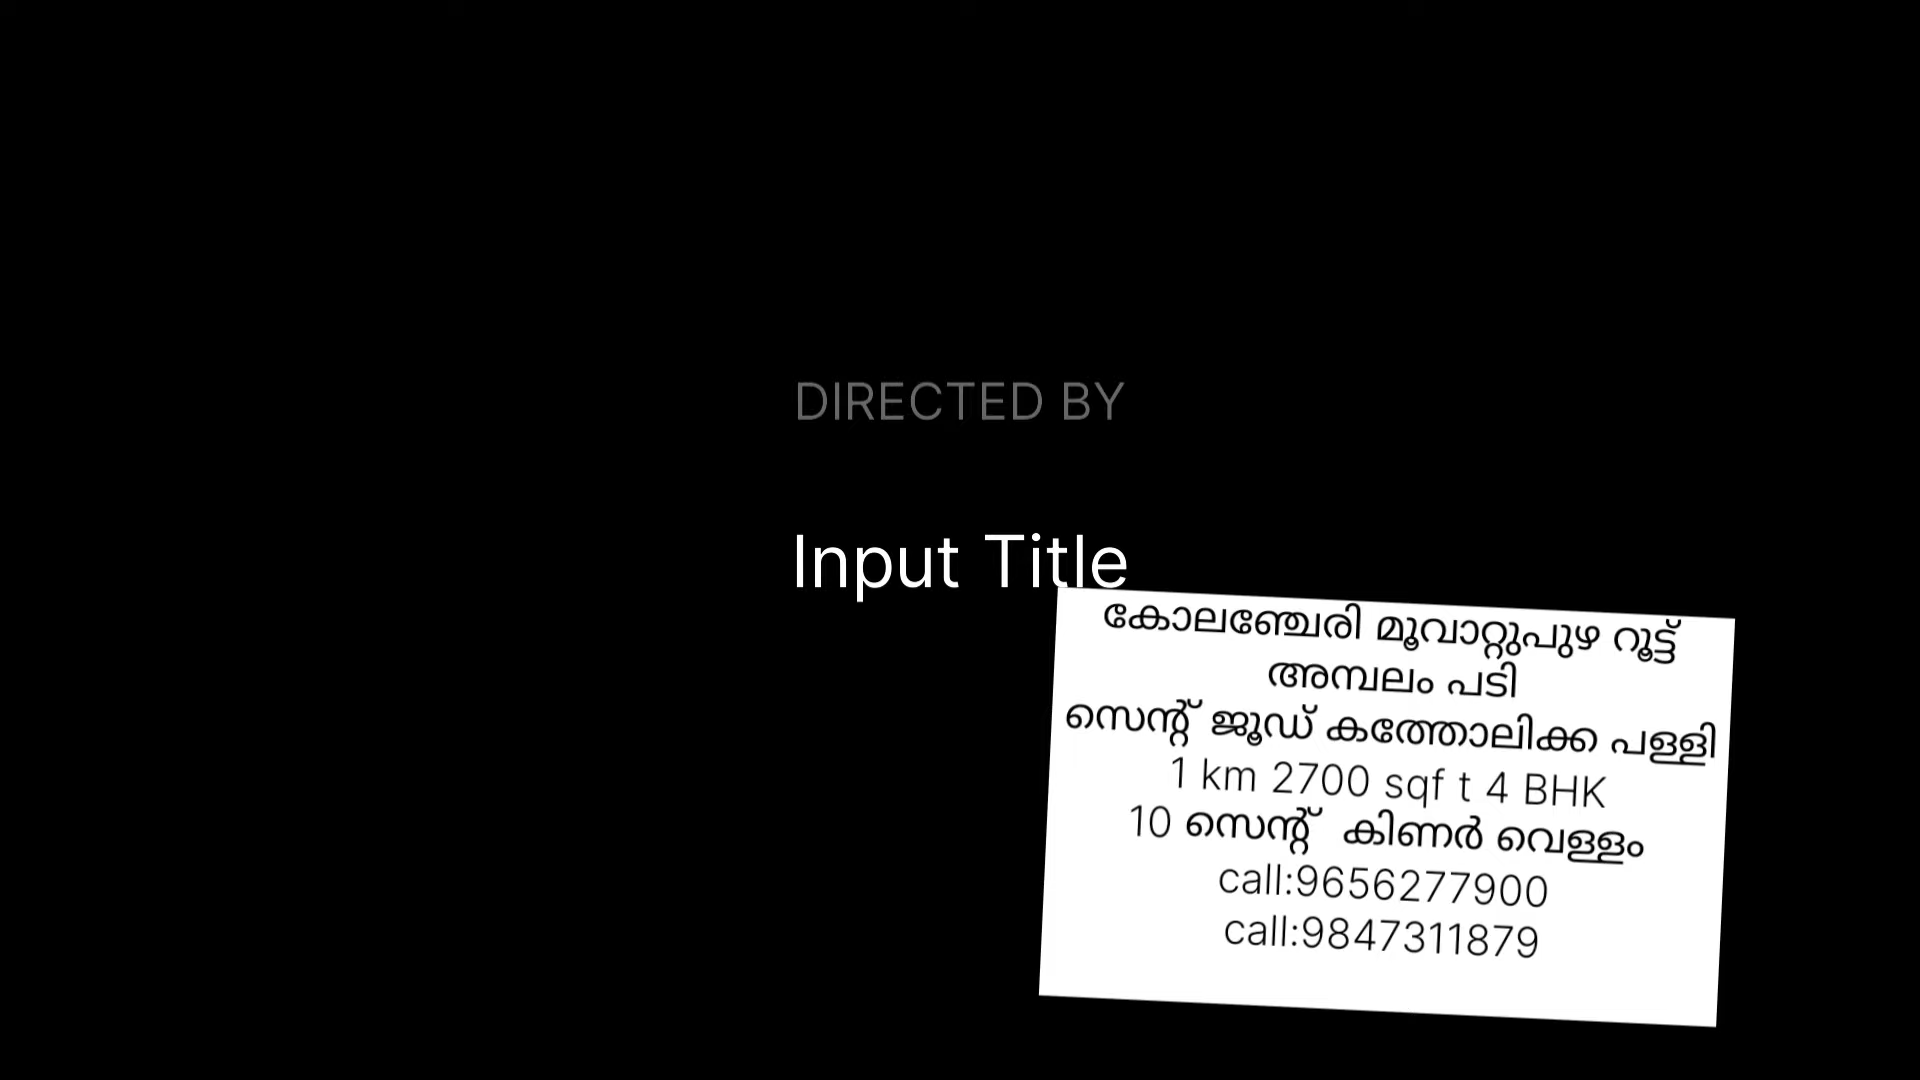 DIRECTED BY
Input Title
കോലഞ്ചേരി മൂവാറ്റുപുഴ റൂട്ട്
അമ്പലം പടി
സെന്റ് ജൂഡ് കത്തോലിക്ക പള്ളി
1 km 2700 sqf t 4 BHK
10 സെന്റ് കിണർ വെള്ളം
call:9656277900
call:9847311879